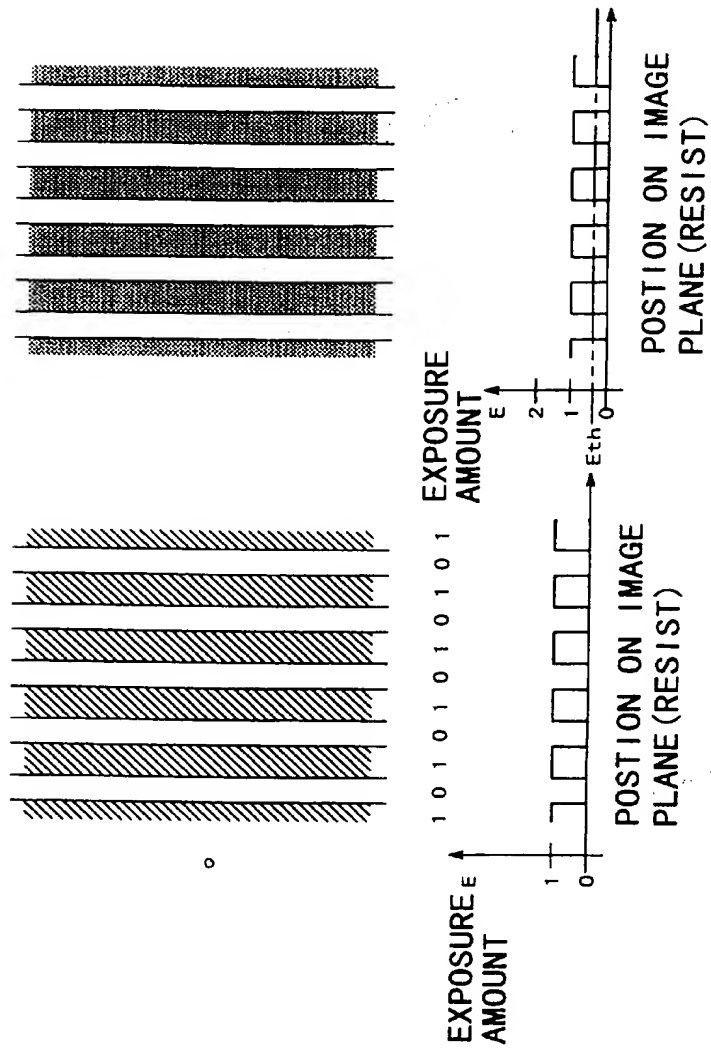 1 0 1 0 1 0 1 0 1 0 1
EXPOSURE
AMOUNT
E
1
0
POSTION ON IMAGE
PLANE(RESIST)
EXPOSURE
AMOUNT
E
2
1
Eth
0
POSTION ON IMAGE
PLANE(RESIST)